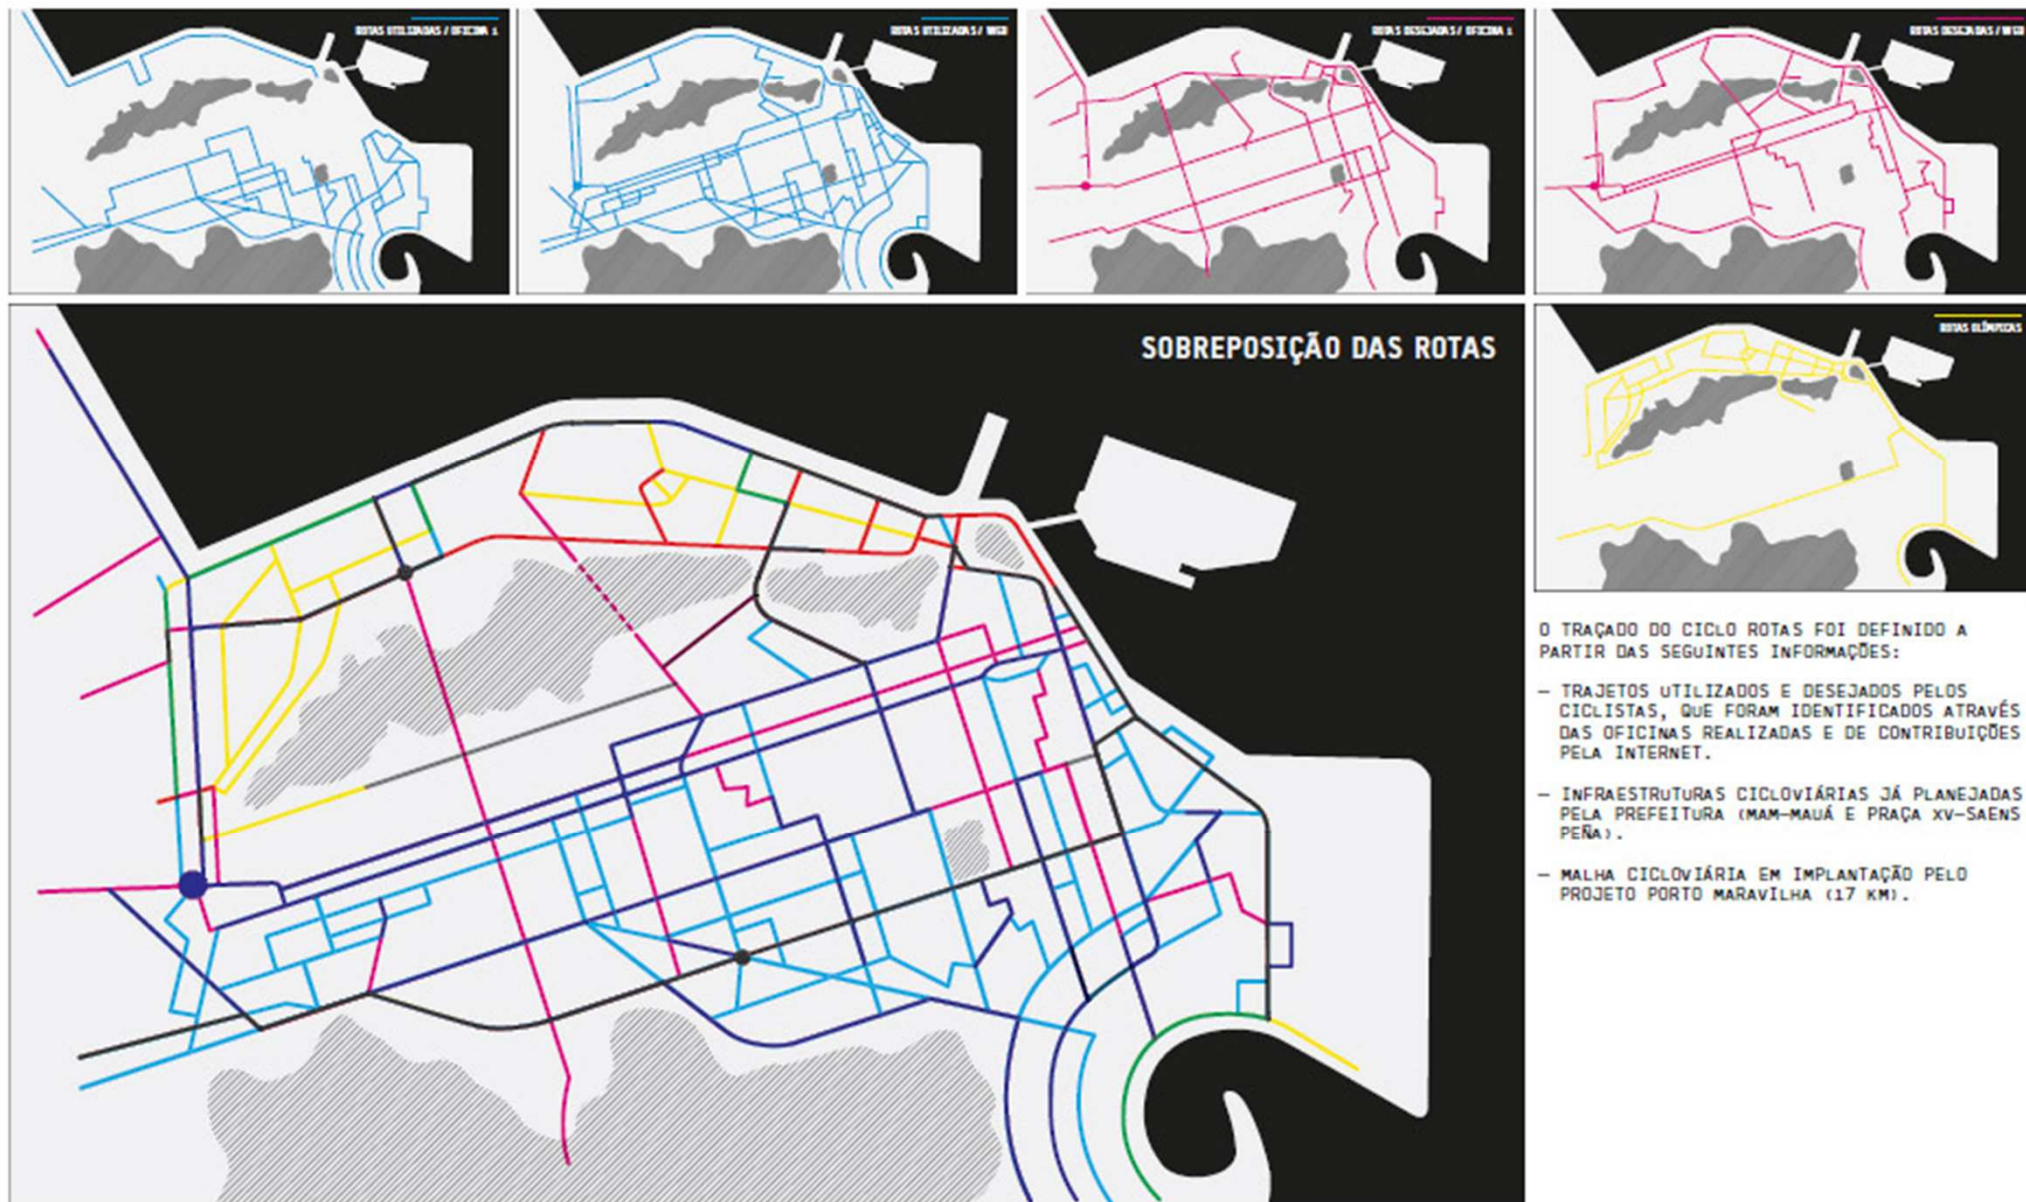 ROTAS UTILIZADAS / OFICINA 1
ROTAS UTILIZADAS / WEB
ROTAS DESEJADAS / OFICINA 1
ROTAS DESEJADAS / WEB
SOBREPOSIÇÃO DAS ROTAS
ROTAS OLÍMPICAS
O TRAÇADO DO CICLO ROTAS FOI DEFINIDO A
PARTIR DAS SEGUINTES INFORMAÇÕES:
– TRAJETOS UTILIZADOS E DESEJADOS PELOS
CICLISTAS, QUE FORAM IDENTIFICADOS ATRAVÉS
DAS OFICINAS REALIZADAS E DE CONTRIBUIÇÕES
PELA INTERNET.
– INFRAESTRUTURAS CICLOVIÁRIAS JÁ PLANEJADAS
PELA PREFEITURA (MAM-MAUÁ E PRAÇA XV-SAENS
PEÑA).
– MALHA CICLOVIÁRIA EM IMPLANTAÇÃO PELO
PROJETO PORTO MARAVILHA (17 KM).